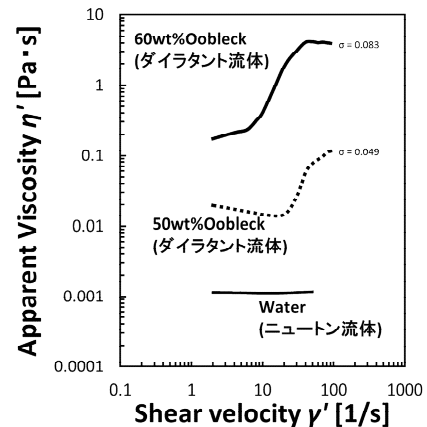 Apparent Viscosity η' [Pa・s]
10
1
0.1
0.01
0.001
0.0001
60wt%Oobleck
(ダイラタント流体)
σ = 0.083
σ = 0.049
50wt%Oobleck
(ダイラタント流体)
Water
(ニュートン流体)
0.1
1
10
100
1000
Shear velocity γ' [1/s]